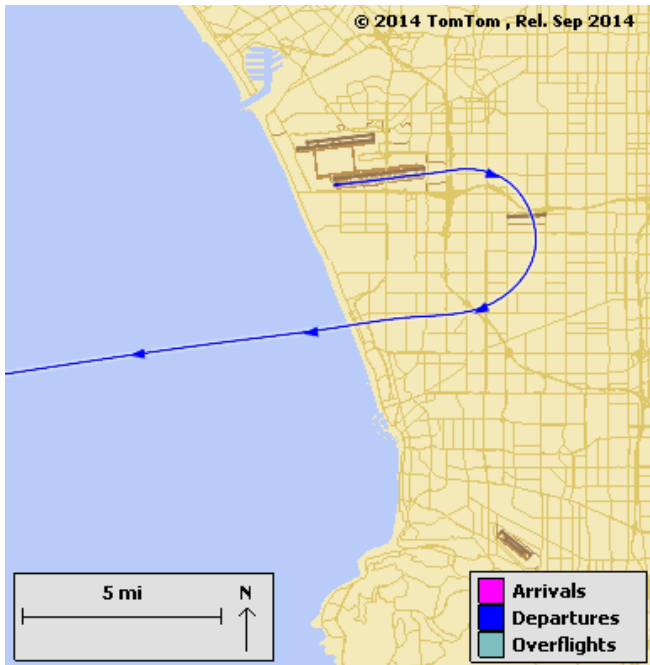 © 2014 TomTom , Rel. Sep 2014
5 mi
N
Arrivals
Departures
Overflights